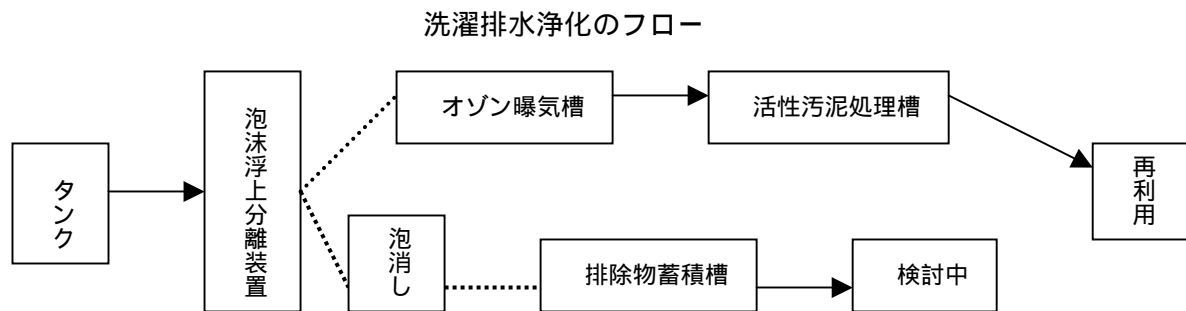 洗濯排水浄化のフロー
タンク
泡沫浮上分離装置
オゾン曝気槽
活性汚泥処理槽
再利用
泡消し
排除物蓄積槽
検討中